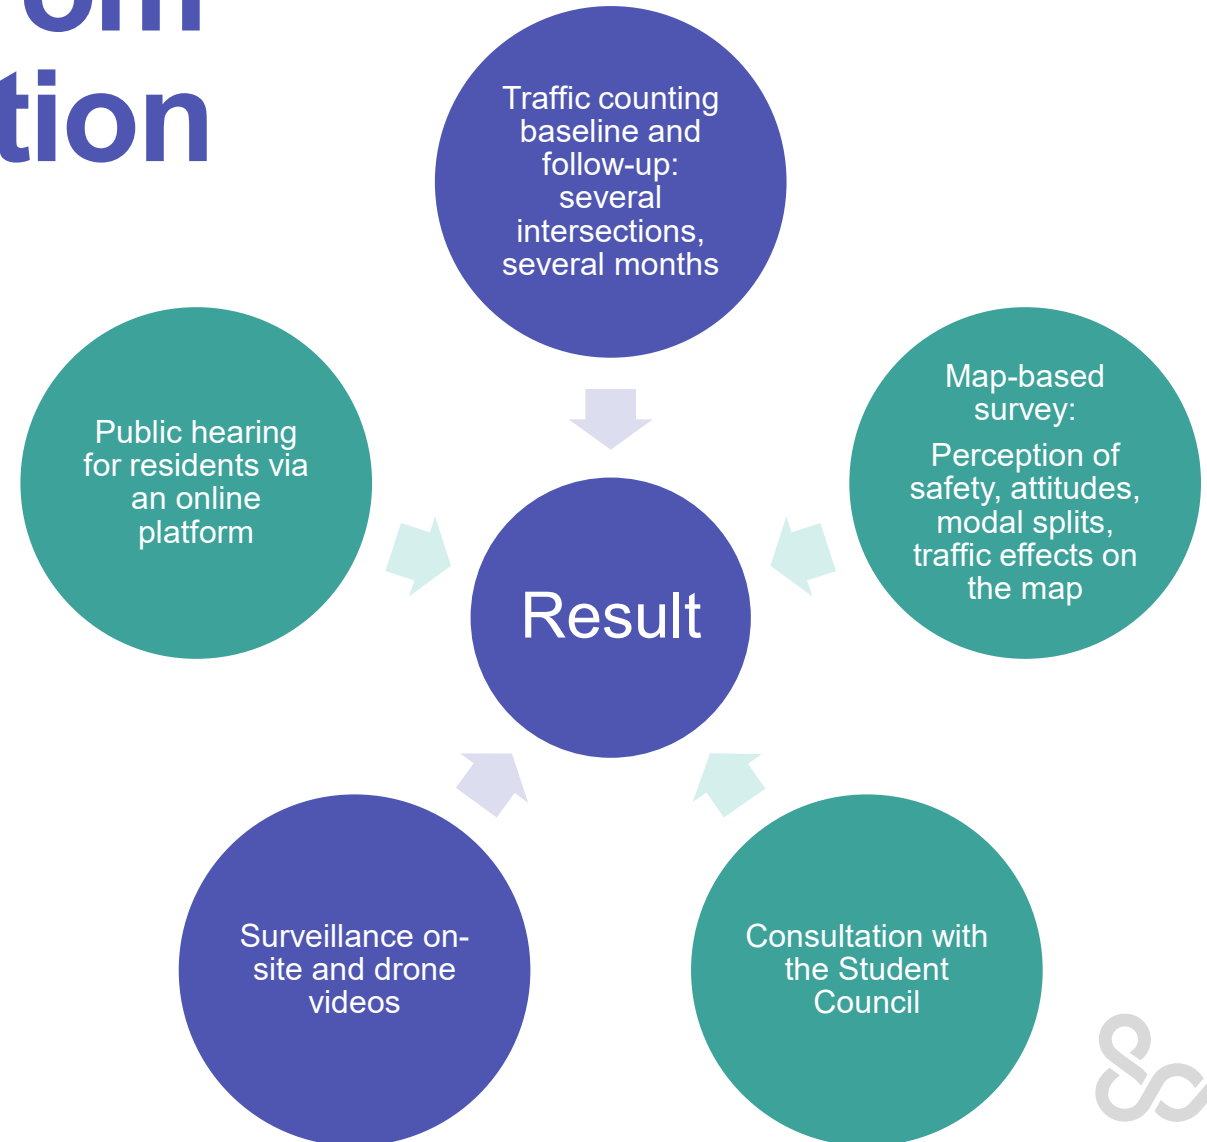 tion
Traffic counting
baseline and
follow-up:
several
intersections,
several months
Map-based
survey:
Perception of
safety, attitudes,
modal splits,
traffic effects on
the map
Public hearing
for residents via
an online
platform
Result
Surveillance on-
site and drone
videos
Consultation with
the Student
Council